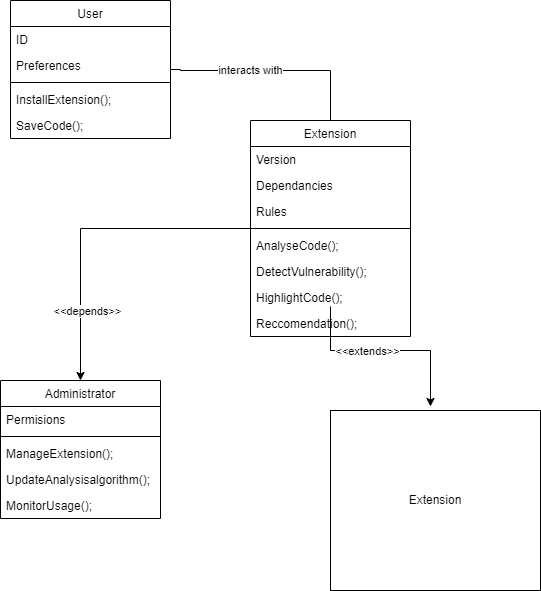 User
ID
Preferences
InstallExtension();
SaveCode();
interacts with
Extension
Version
Dependancies
Rules
AnalyseCode();
DetectVulnerability();
HighlightCode();
Reccomendation();
<<depends>>
<<extends>>
Administrator
Permisions
ManageExtension();
UpdateAnalysisalgorithm();
MonitorUsage();
Extension